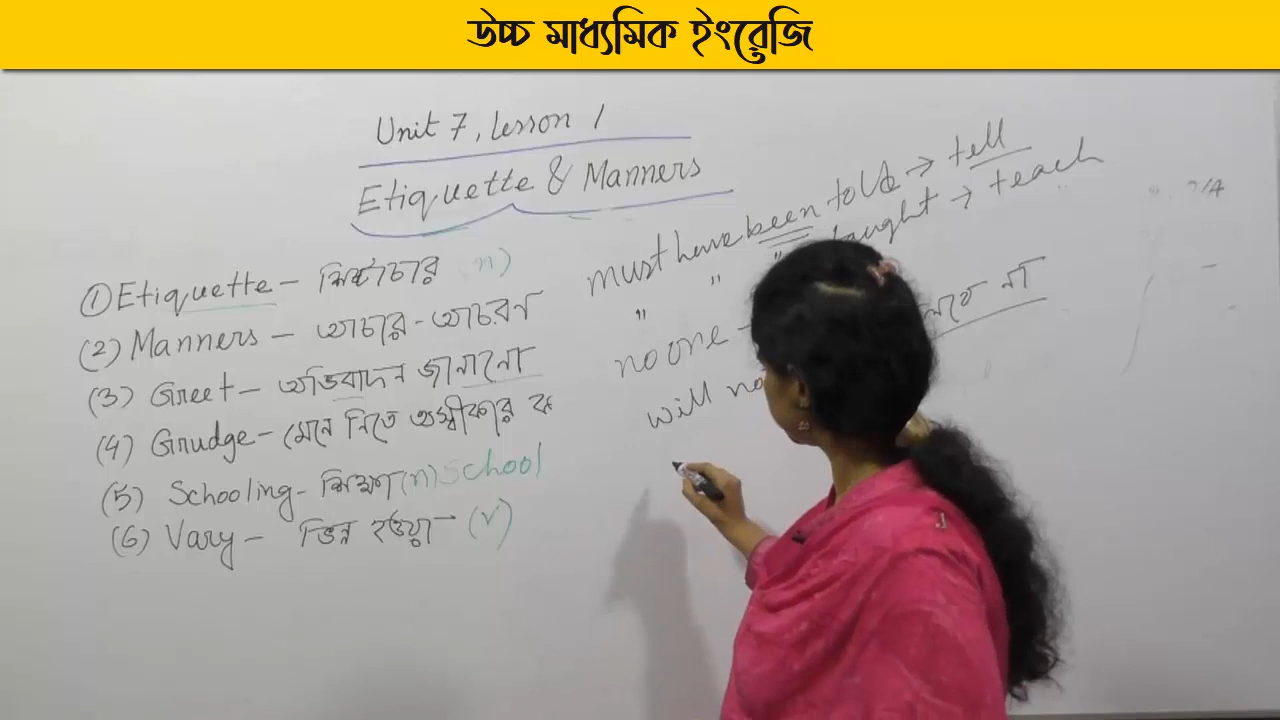 উচ্চ মাধ্যমিক ইংরেজি
Unit 7, Lesson 1
Etiquette & Manners
(1) Etiquette – শিষ্টাচার n)
(2) Manners – আচার-আচরণ
(3) Greet – অভিবাদন জানানো
(4) Grudge – মেনে নিতে অস্বীকার ক
(5) Schooling – শিক্ষা (n) School
(6) Vary – ভিন্ন হওয়া – (v)
must have been told → tell
" " " taught → teach
no one –
will no